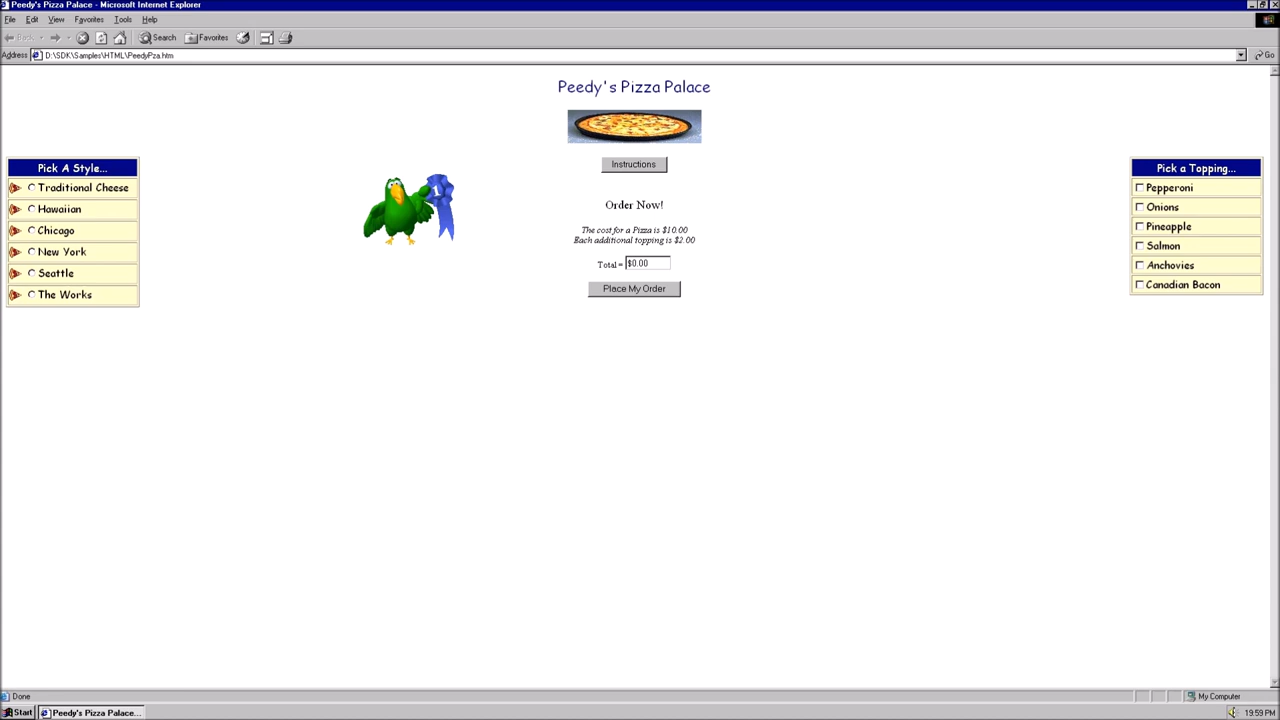 Peedy's Pizza Palace - Microsoft Internet Explorer
File Edit View Favorites Tools Help
Back Search Favorites
Address D:\SDK\Samples\HTML\PeedyPza.htm Go
Peedy's Pizza Palace
Instructions
Pick A Style...
Traditional Cheese
Hawaiian
Chicago
New York
Seattle
The Works
1
Order Now!
The cost for a Pizza is $10.00
Each additional topping is $2.00
Total = $0.00
Place My Order
Pick a Topping...
Pepperoni
Onions
Pineapple
Salmon
Anchovies
Canadian Bacon
Done My Computer
Start Peedy's Pizza Palace... 19:59 PM